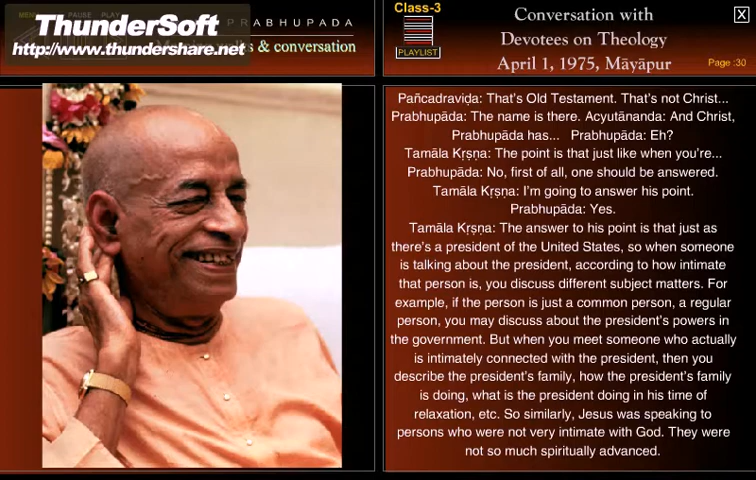 MENU PAUSE PLAY
ThunderSoft
http://www.thundershare.net
PRABHUPADA
& conversation
Class-3
PLAYLIST
Conversation with
Devotees on Theology
April 1, 1975, Māyāpur
X
Page :30
Pañcadraviḍa: That's Old Testament. That's not Christ...
Prabhupāda: The name is there. Acyutānanda: And Christ,
Prabhupāda has... Prabhupāda: Eh?
Tamāla Kṛṣṇa: The point is that just like when you're...
Prabhupāda: No, first of all, one should be answered.
Tamāla Kṛṣṇa: I'm going to answer his point.
Prabhupāda: Yes.
Tamāla Kṛṣṇa: The answer to his point is that just as
there's a president of the United States, so when someone
is talking about the president, according to how intimate
that person is, you discuss different subject matters. For
example, if the person is just a common person, a regular
person, you may discuss about the president's powers in
the government. But when you meet someone who actually
is intimately connected with the president, then you
describe the president's family, how the president's family
is doing, what is the president doing in his time of
relaxation, etc. So similarly, Jesus was speaking to
persons who were not very intimate with God. They were
not so much spiritually advanced.